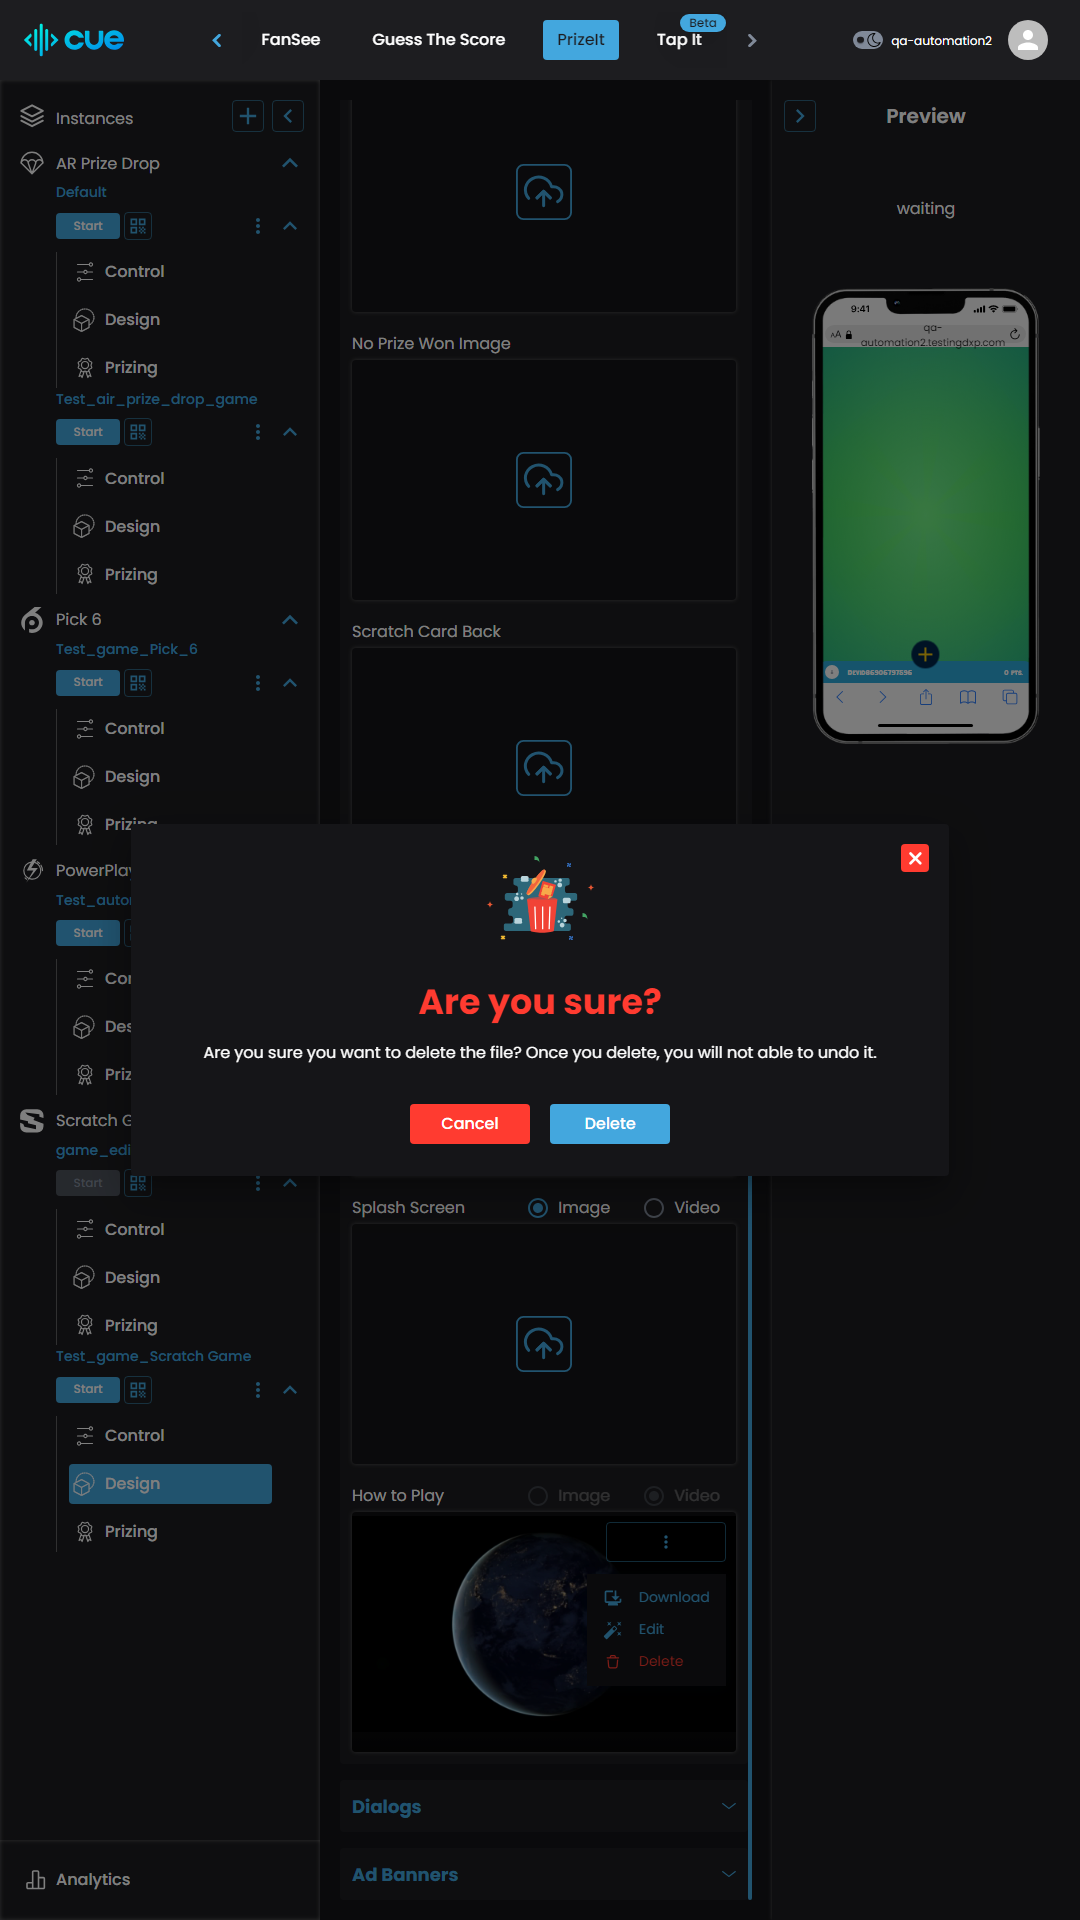 cue
FanSee
Guess The Score
PrizeIt
Tap It
Beta
qa-automation2
Instances
AR Prize Drop
Default
Start
Control
Design
Prizing
Test_air_prize_drop_game
Start
Control
Design
Prizing
Pick 6
Test_game_Pick_6
Start
Control
Design
Prizing
PowerPlay
Test_auto
Start
Con
Des
Priz
Scratch G
game_edi
Start
Control
Design
Prizing
Test_game_Scratch Game
Start
Control
Design
Prizing
Analytics
No Prize Won Image
Scratch Card Back
Are you sure?
Are you sure you want to delete the file? Once you delete, you will not able to undo it.
Cancel
Delete
Splash Screen
Image
Video
How to Play
Image
Video
Download
Edit
Delete
Dialogs
Ad Banners
Preview
waiting
9:41
AA
qa-
automation2.testingdxp.com
0 PTS.